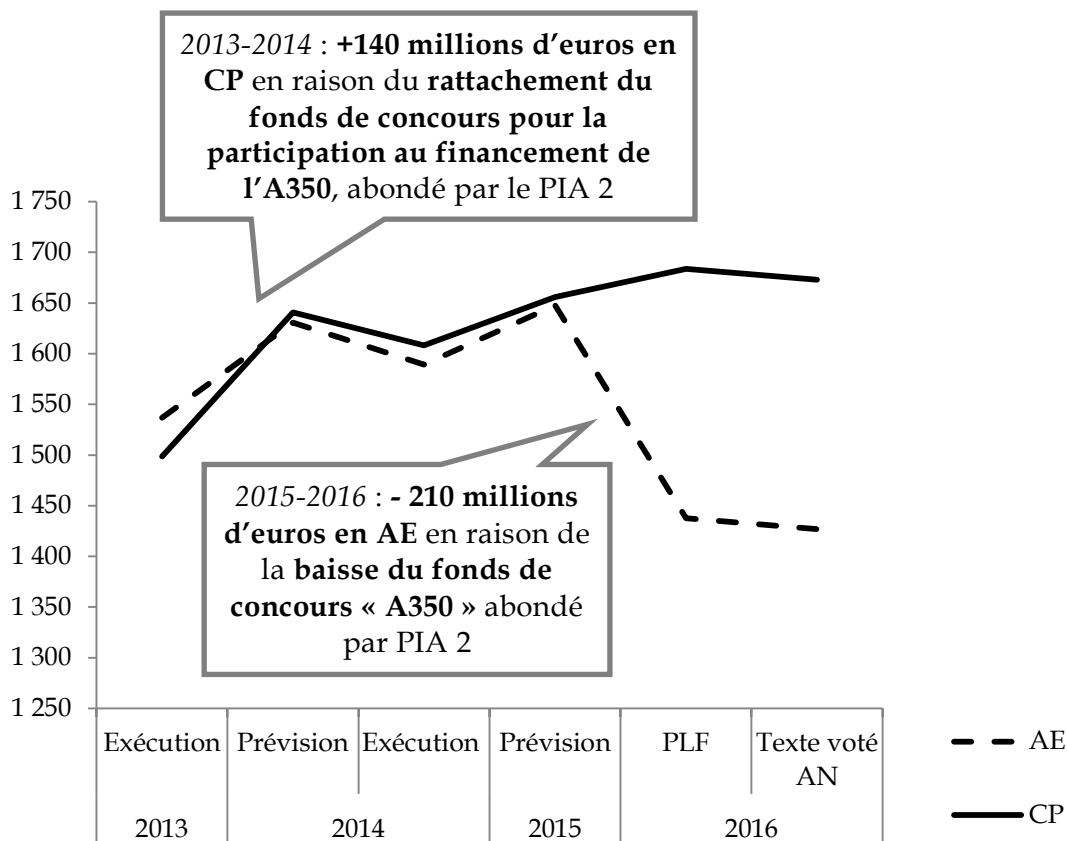 2013-2014 : +140 millions d’euros en
CP en raison du rattachement du
fonds de concours pour la
participation au financement de
l’A350, abondé par le PIA 2
1 750
1 700
1 650
1 600
1 550
1 500
1 450
1 400
1 350
1 300
1 250
2015-2016 : - 210 millions
d’euros en AE en raison de
la baisse du fonds de
concours « A350 » abondé
par PIA 2
Exécution Prévision Exécution Prévision PLF Texte voté
AN
2013 2014 2015 2016
AE
CP